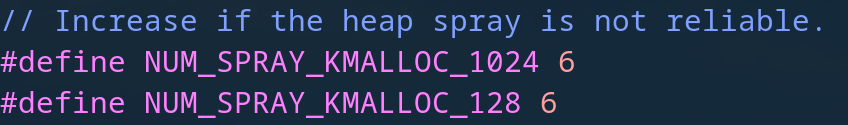 // Increase if the heap spray is not reliable.
#define NUM_SPRAY_KMALLOC_1024 6
#define NUM_SPRAY_KMALLOC_128 6